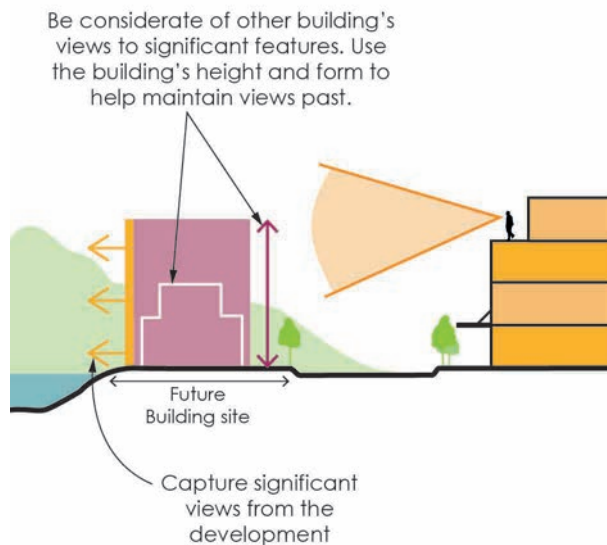 Be considerate of other building's
views to significant features. Use
the building's height and form to
help maintain views past.
Future
Building site
Capture significant
views from the
development